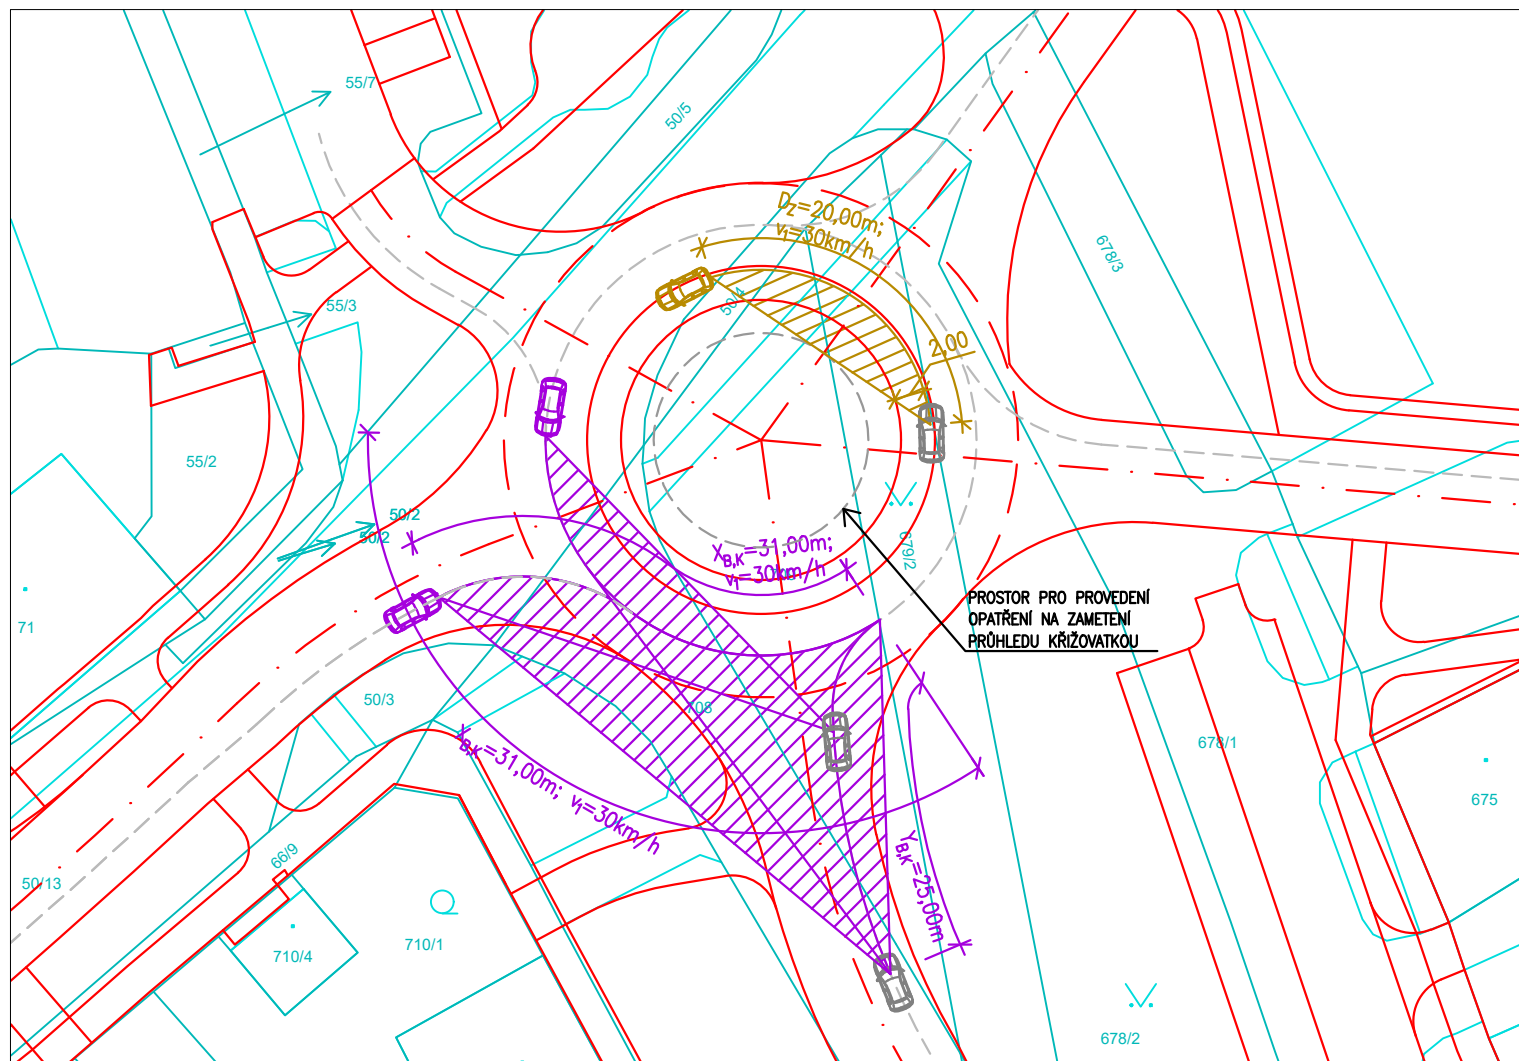 55/7
50/5
D_Z=20,00m;
v_1=30km/h
678/3
50/4
55/3
2,00
55/2
50/2
50/2
679/2
X_B,K=31,00m;
v_1=30km/h
PROSTOR PRO PROVEDENÍ
OPATŘENÍ NA ZAMETENÍ
PRŮHLEDU KŘIŽOVATKOU
71
50/3
708
678/1
X_B,K=31,00m; v_1=30km/h
675
Y_B,K=25,00m
66/9
50/13
710/1
710/4
678/2